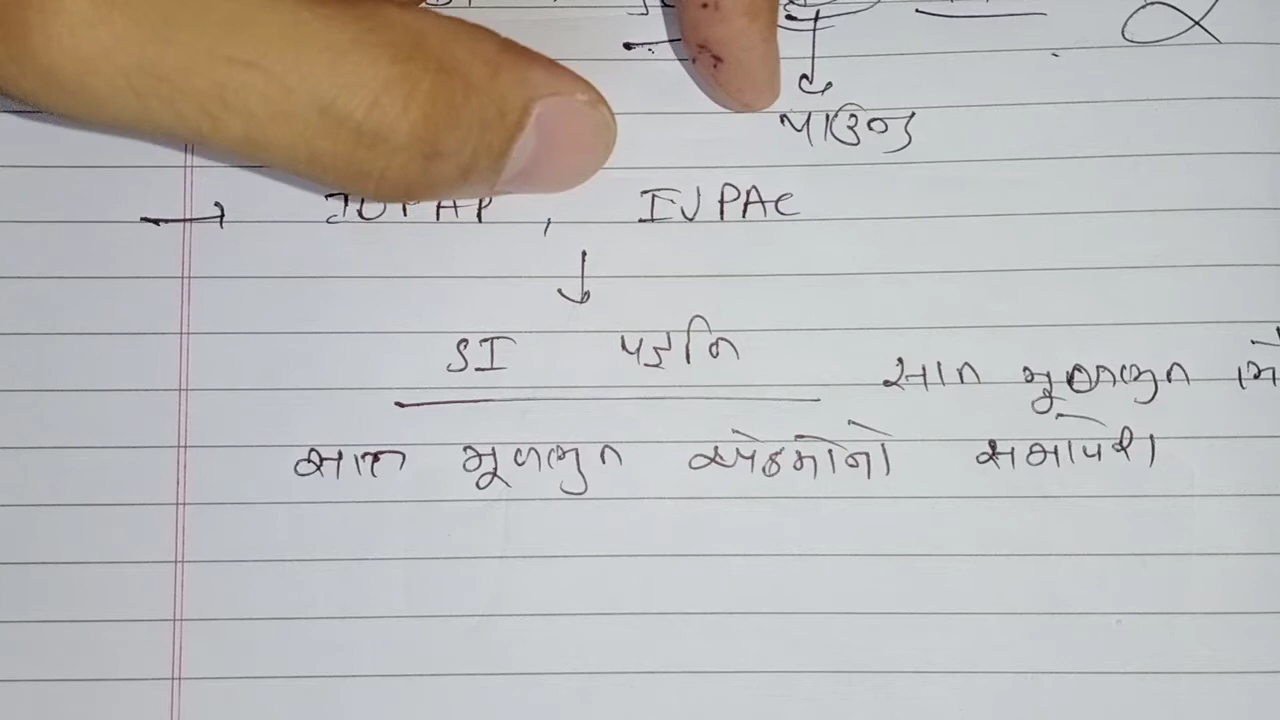 પાઉન્ડ
→ IUPAP , IUPAC
↓
SI પદ્ધતિ
સાત મૂળભૂત
સાત મૂળભૂત એકમોનો સમાવેશ